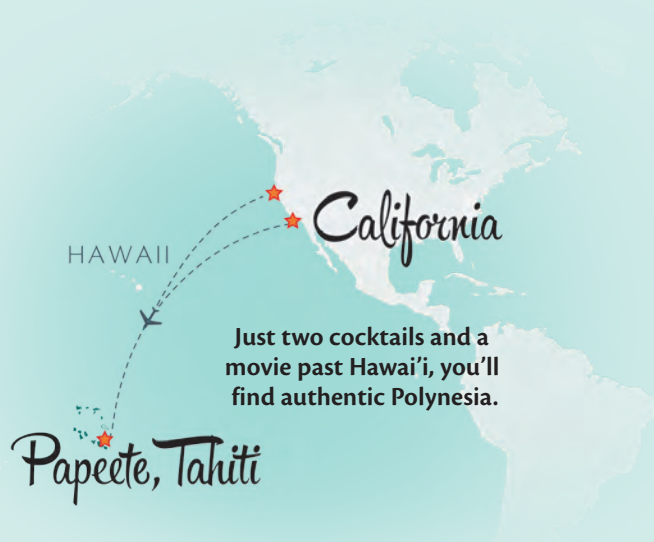 California
HAWAII
Just two cocktails and a
movie past Hawai’i, you’ll
find authentic Polynesia.
Papeete, Tahiti